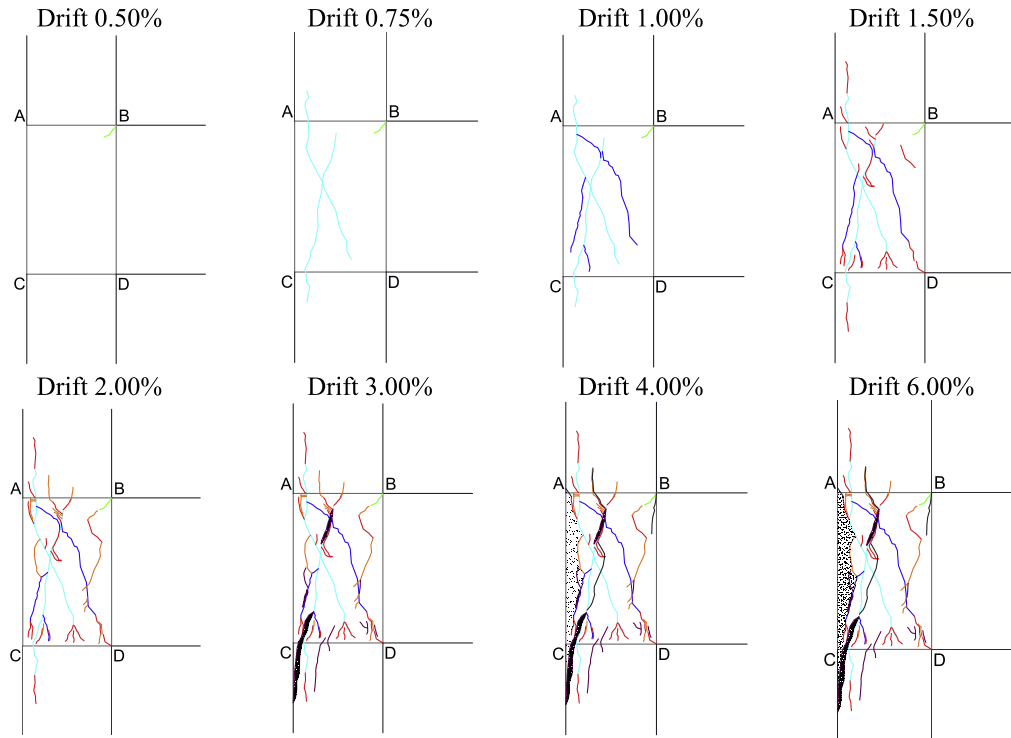 Drift 0.50%
Drift 0.75%
Drift 1.00%
Drift 1.50%
A B A B A B A B
C D C D C D C D
Drift 2.00%
Drift 3.00%
Drift 4.00%
Drift 6.00%
A B A B A B A B
C D C D C D C D